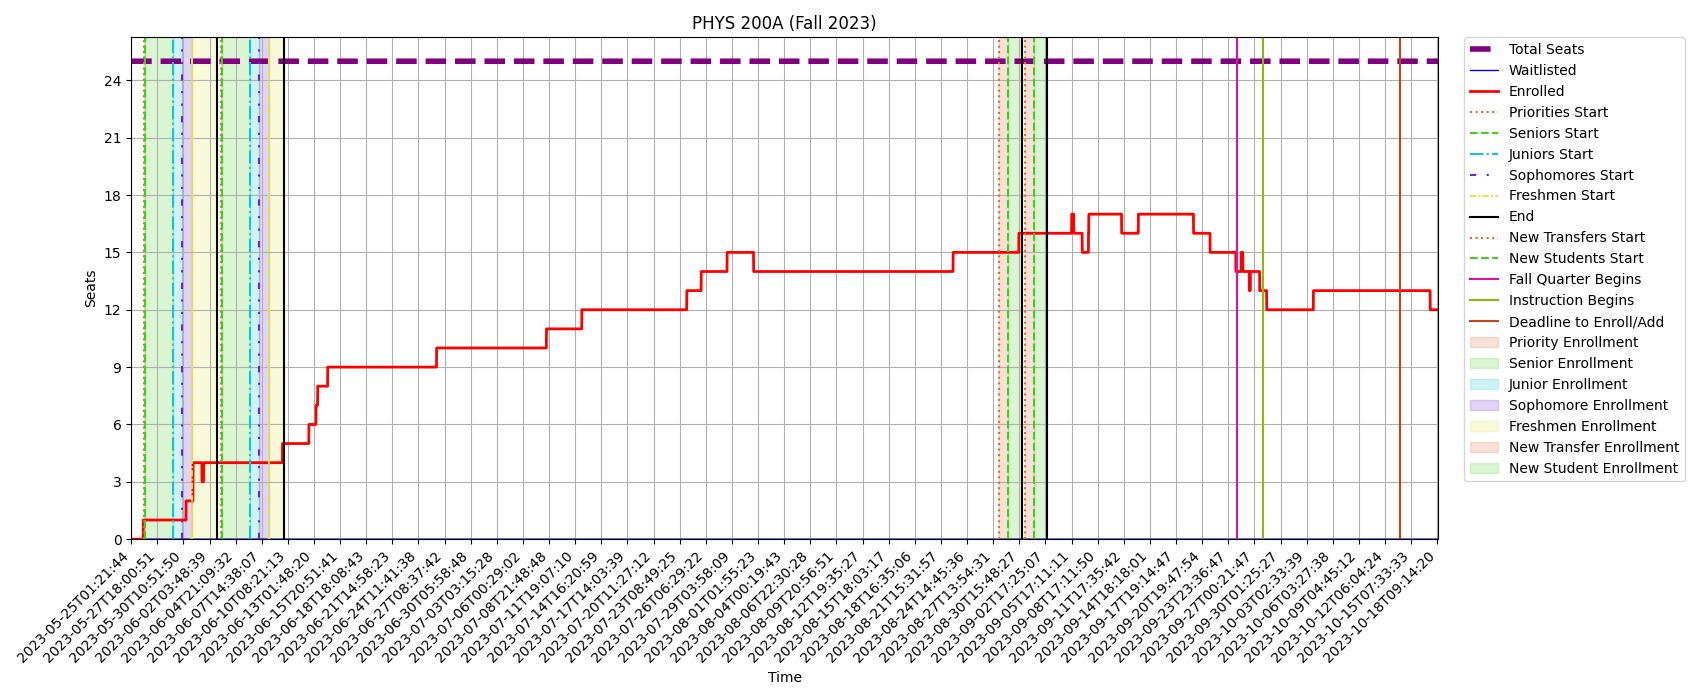 PHYS 200A (Fall 2023)
Seats
24
21
18
15
12
9
6
3
0
2023-05-25T01:21:44
2023-05-27T18:00:51
2023-05-30T10:51:50
2023-06-02T03:48:39
2023-06-04T21:09:32
2023-06-07T14:38:07
2023-06-10T08:21:13
2023-06-13T01:48:20
2023-06-15T20:51:41
2023-06-18T18:08:43
2023-06-21T14:58:23
2023-06-24T11:41:38
2023-06-27T08:37:42
2023-06-30T05:58:48
2023-07-03T03:15:28
2023-07-06T00:29:02
2023-07-08T21:48:48
2023-07-11T19:07:10
2023-07-14T16:20:59
2023-07-17T14:03:39
2023-07-20T11:27:12
2023-07-23T08:49:25
2023-07-26T06:29:22
2023-07-29T03:58:09
2023-08-01T01:55:23
2023-08-04T00:19:43
2023-08-06T22:30:28
2023-08-09T20:56:51
2023-08-12T19:35:27
2023-08-15T18:03:17
2023-08-18T16:35:06
2023-08-21T15:31:57
2023-08-24T14:45:36
2023-08-27T13:54:31
2023-08-30T15:48:27
2023-09-02T17:25:07
2023-09-05T17:11:11
2023-09-08T17:11:50
2023-09-11T17:35:42
2023-09-14T18:18:01
2023-09-17T19:14:47
2023-09-20T19:47:54
2023-09-23T23:36:47
2023-09-27T00:21:47
2023-09-30T01:25:27
2023-10-03T02:33:39
2023-10-06T03:27:38
2023-10-09T04:45:12
2023-10-12T06:04:24
2023-10-15T07:33:33
2023-10-18T09:14:20
Time
Total Seats
Waitlisted
Enrolled
Priorities Start
Seniors Start
Juniors Start
Sophomores Start
Freshmen Start
End
New Transfers Start
New Students Start
Fall Quarter Begins
Instruction Begins
Deadline to Enroll/Add
Priority Enrollment
Senior Enrollment
Junior Enrollment
Sophomore Enrollment
Freshmen Enrollment
New Transfer Enrollment
New Student Enrollment